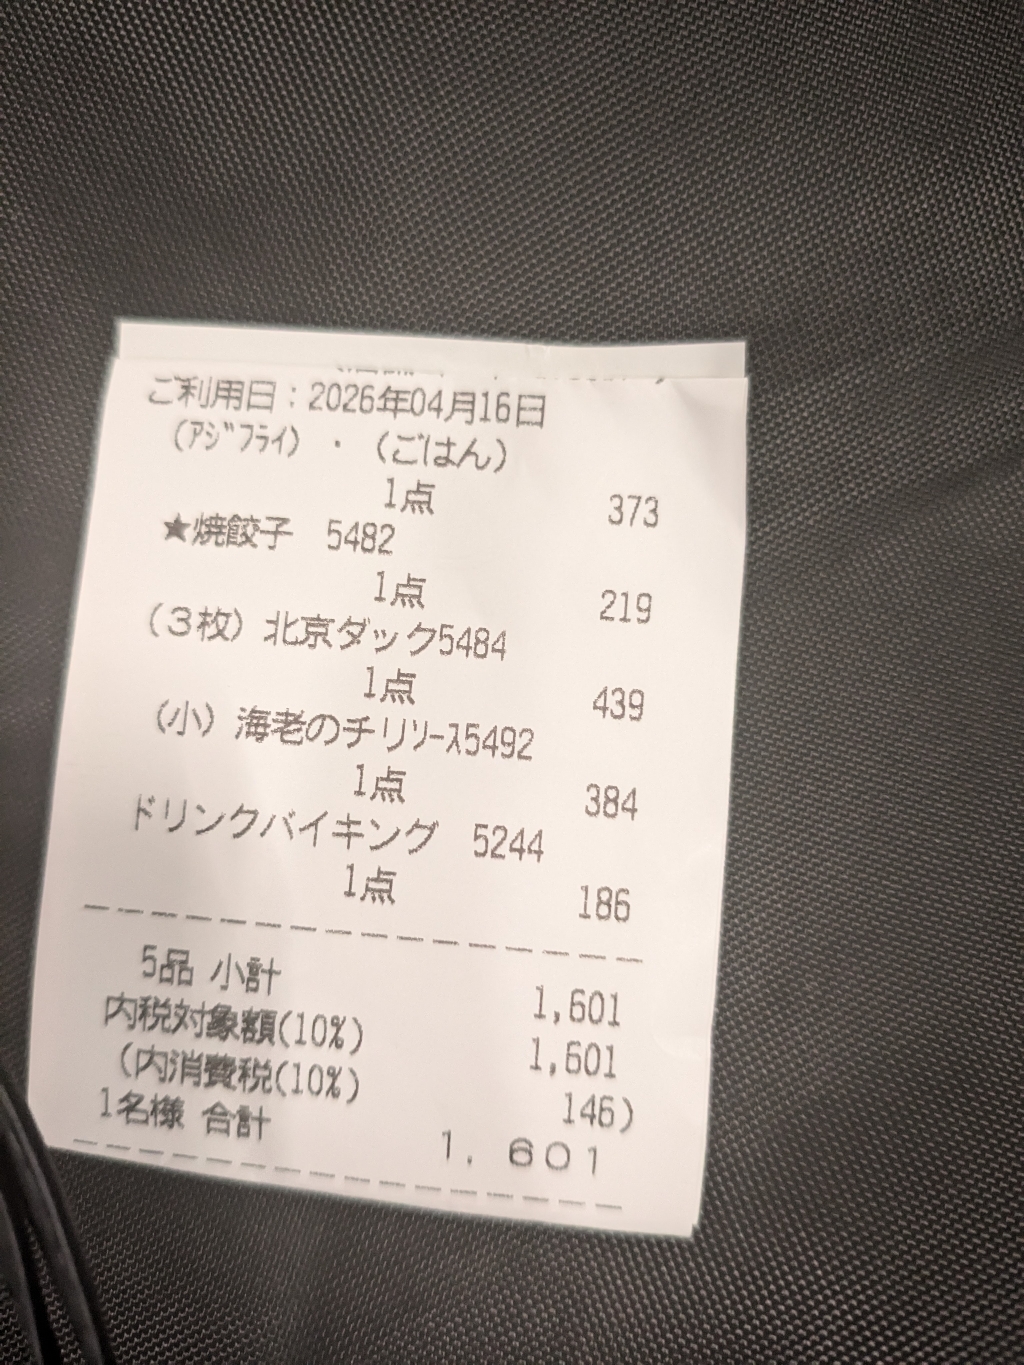 ご利用日:2026年04月16日
(アジフライ)・(ごはん)
1点 373
★焼餃子 5482
1点 219
(3枚)北京ダック5484
1点 439
(小)海老のチリソース5492
1点 384
ドリンクバイキング 5244
1点 186
5品 小計 1,601
内税対象額(10%) 1,601
(内消費税(10%) 146)
1名様 合計 1,601